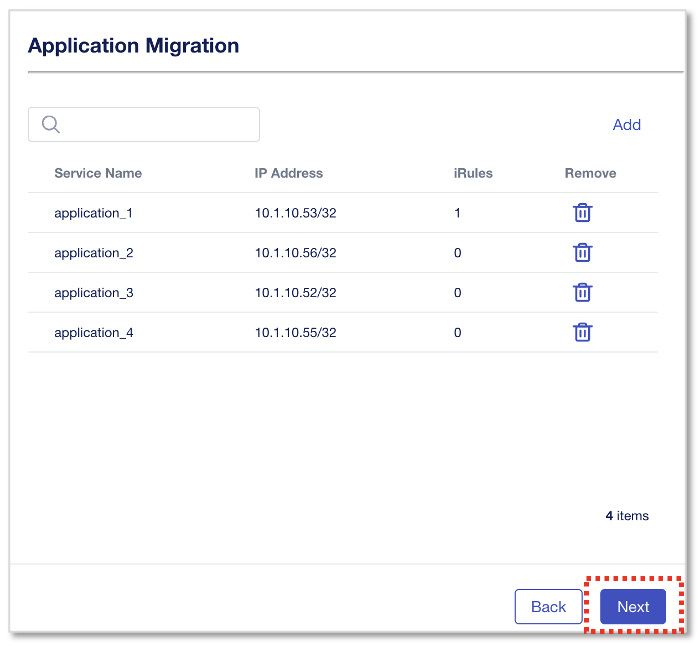 Application Migration
Add
Service Name IP Address iRules Remove
application_1 10.1.10.53/32 1
application_2 10.1.10.56/32 0
application_3 10.1.10.52/32 0
application_4 10.1.10.55/32 0
4 items
Back Next